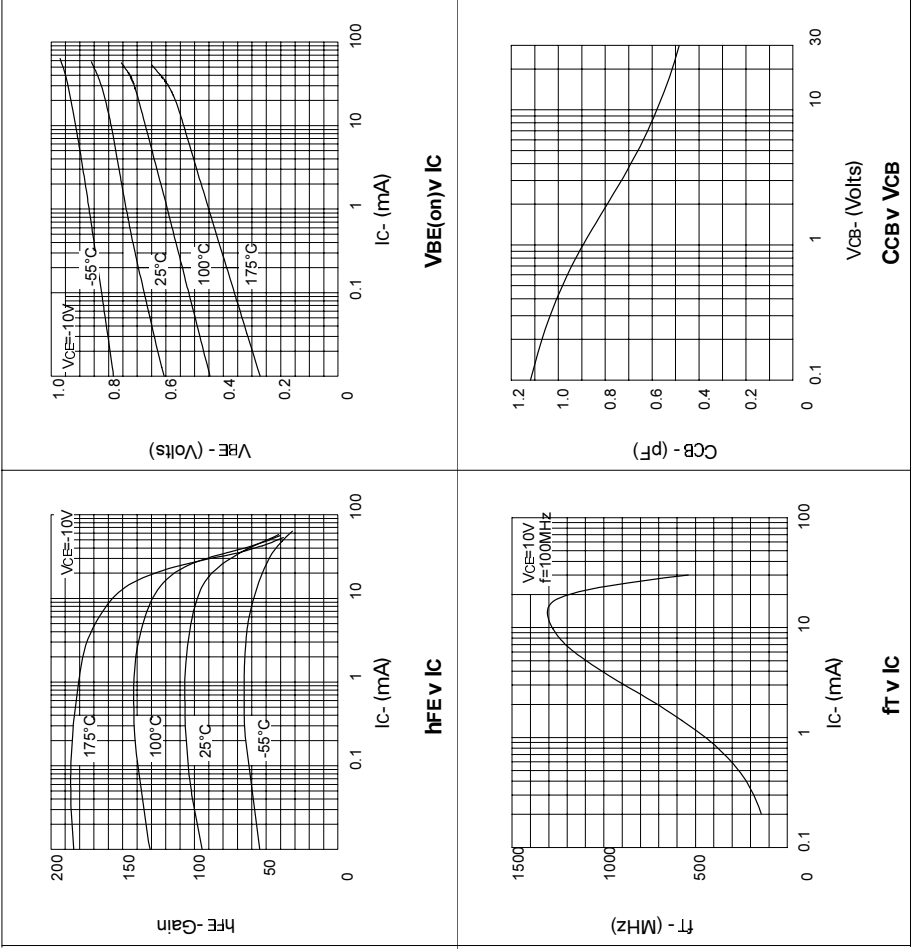 VBE - (Volts)
1.0
0.8
0.6
0.4
0.2
0
VCE=-10V
-55°C
25°C
100°C
175°C
0.1
1
10
100
IC- (mA)
VBE(on) v IC
CCB - (pF)
1.2
1.0
0.8
0.6
0.4
0.2
0
0.1
1
10
30
VCB- (Volts)
CCB v VCB
hFE - Gain
200
150
100
50
0
VCE=-10V
175°C
100°C
25°C
-55°C
0.1
1
10
100
IC- (mA)
hFE v IC
fT - (MHz)
1500
1000
500
0
VCE=10V
f=100MHz
0.1
1
10
100
IC- (mA)
fT v IC